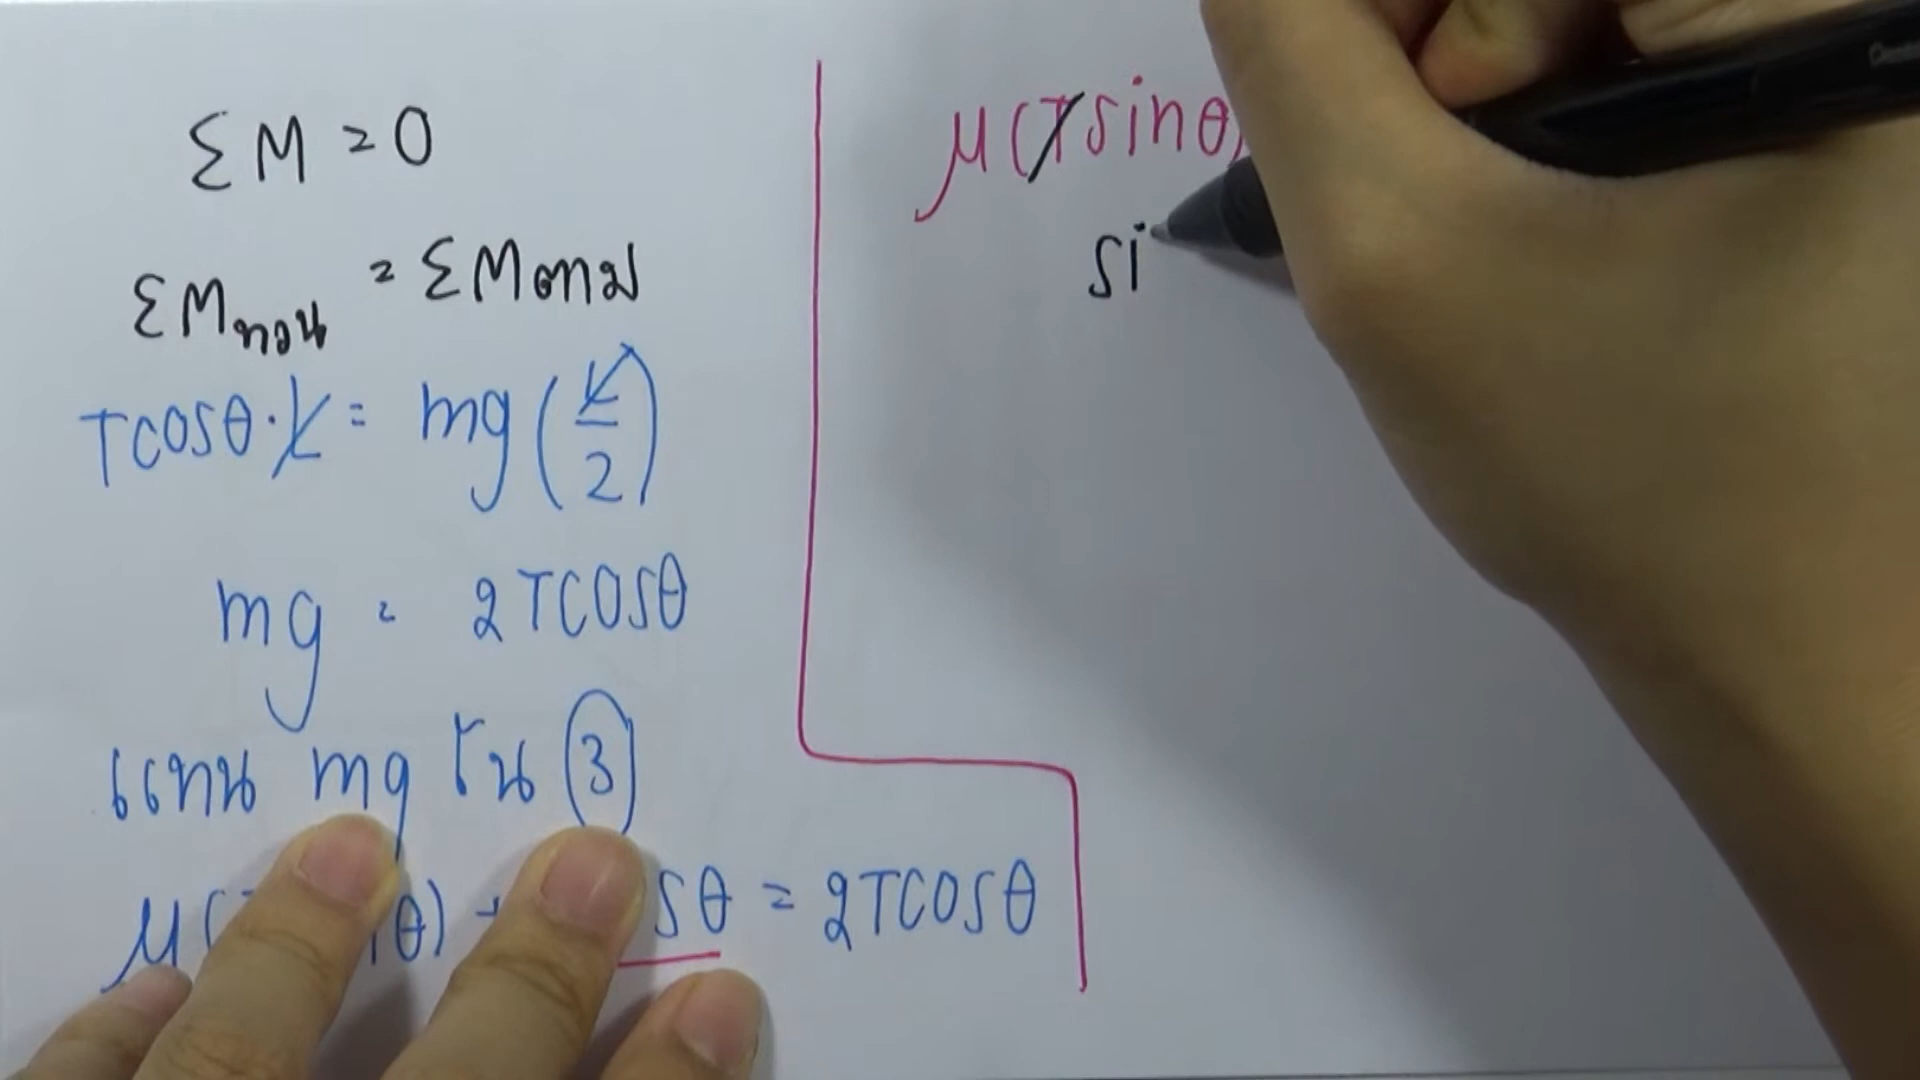 ΣM = 0
ΣMทวน = ΣMตาม
Tcosθ·L = mg(L/2)
mg = 2Tcosθ
แทน mg ใน ③
μ( θ) + sθ = 2Tcosθ
μ(Tsinθ)
si